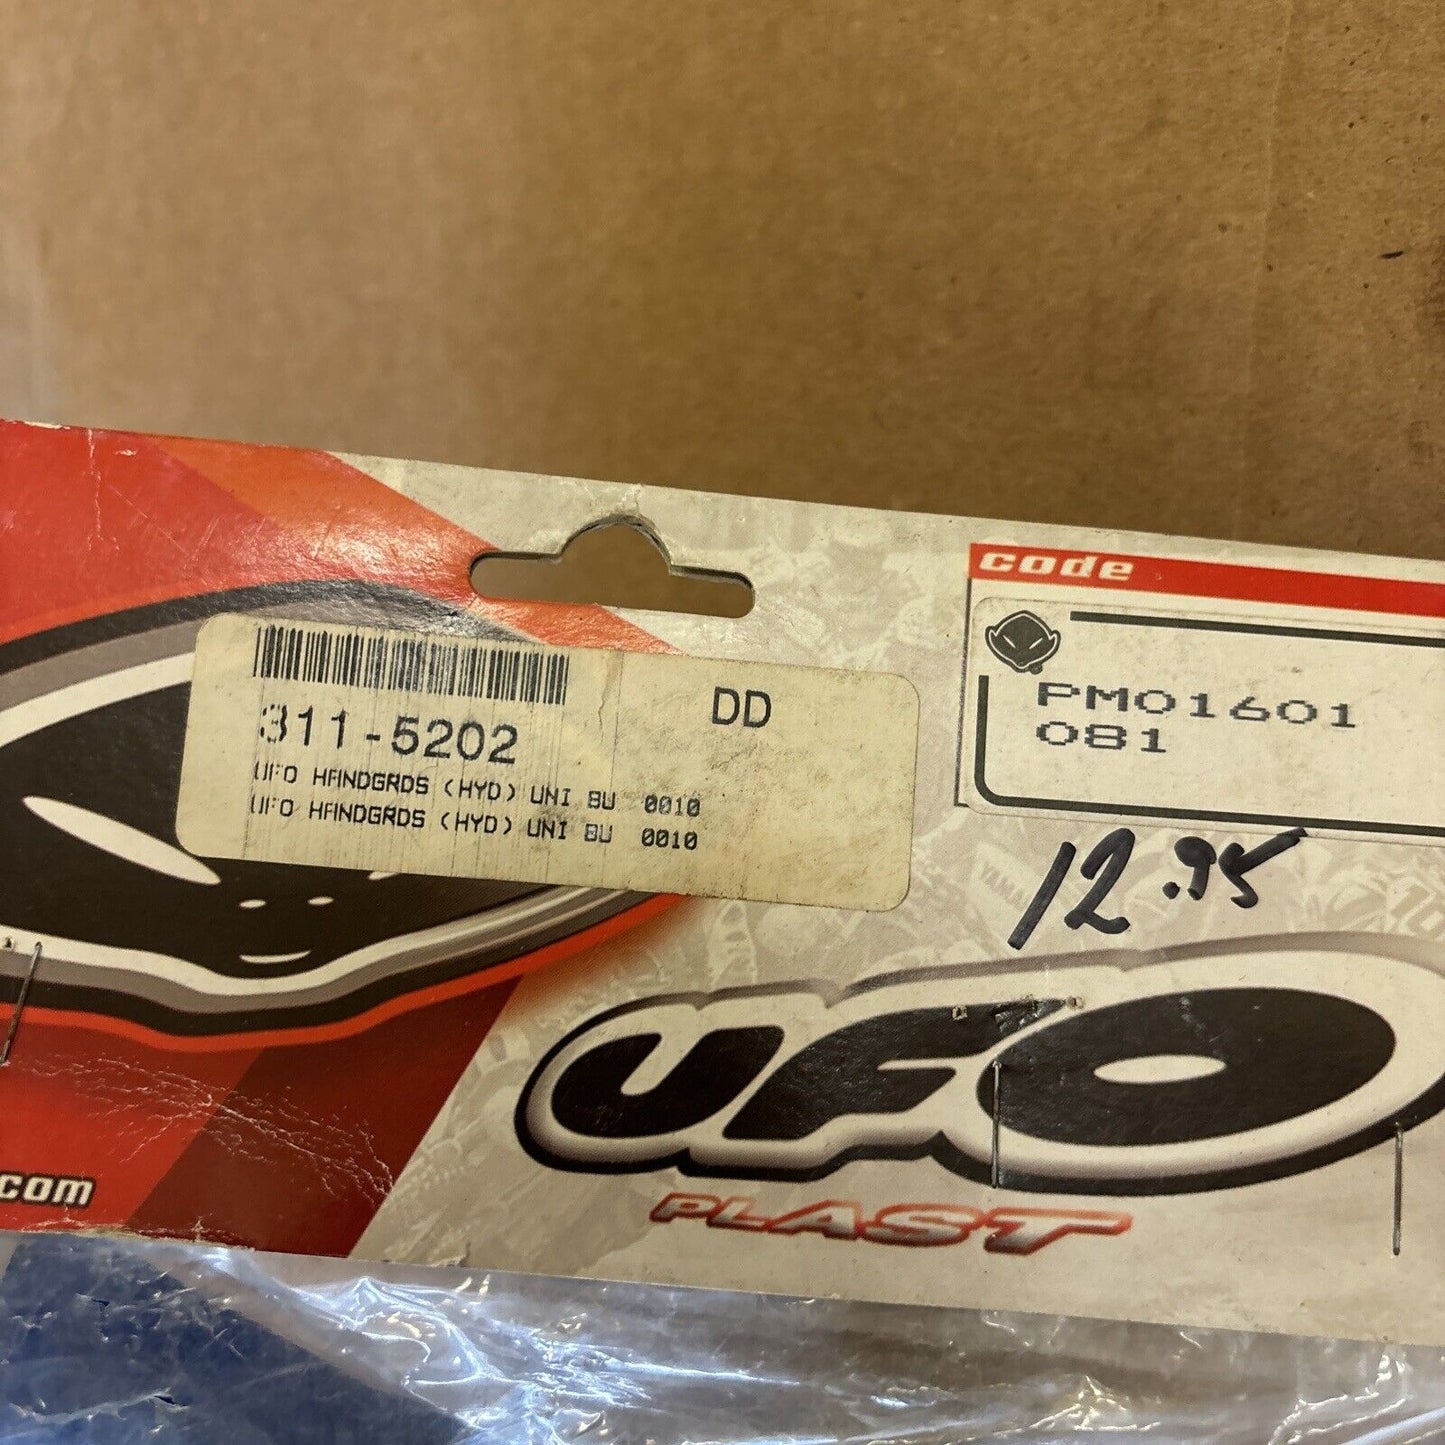 code
PM01601
081
DD
311-5202
UFO HANDGRDS (HYD) UNI BU 0010
UFO HANDGRDS (HYD) UNI BU 0010
12.95
UFO
PLAST
.com